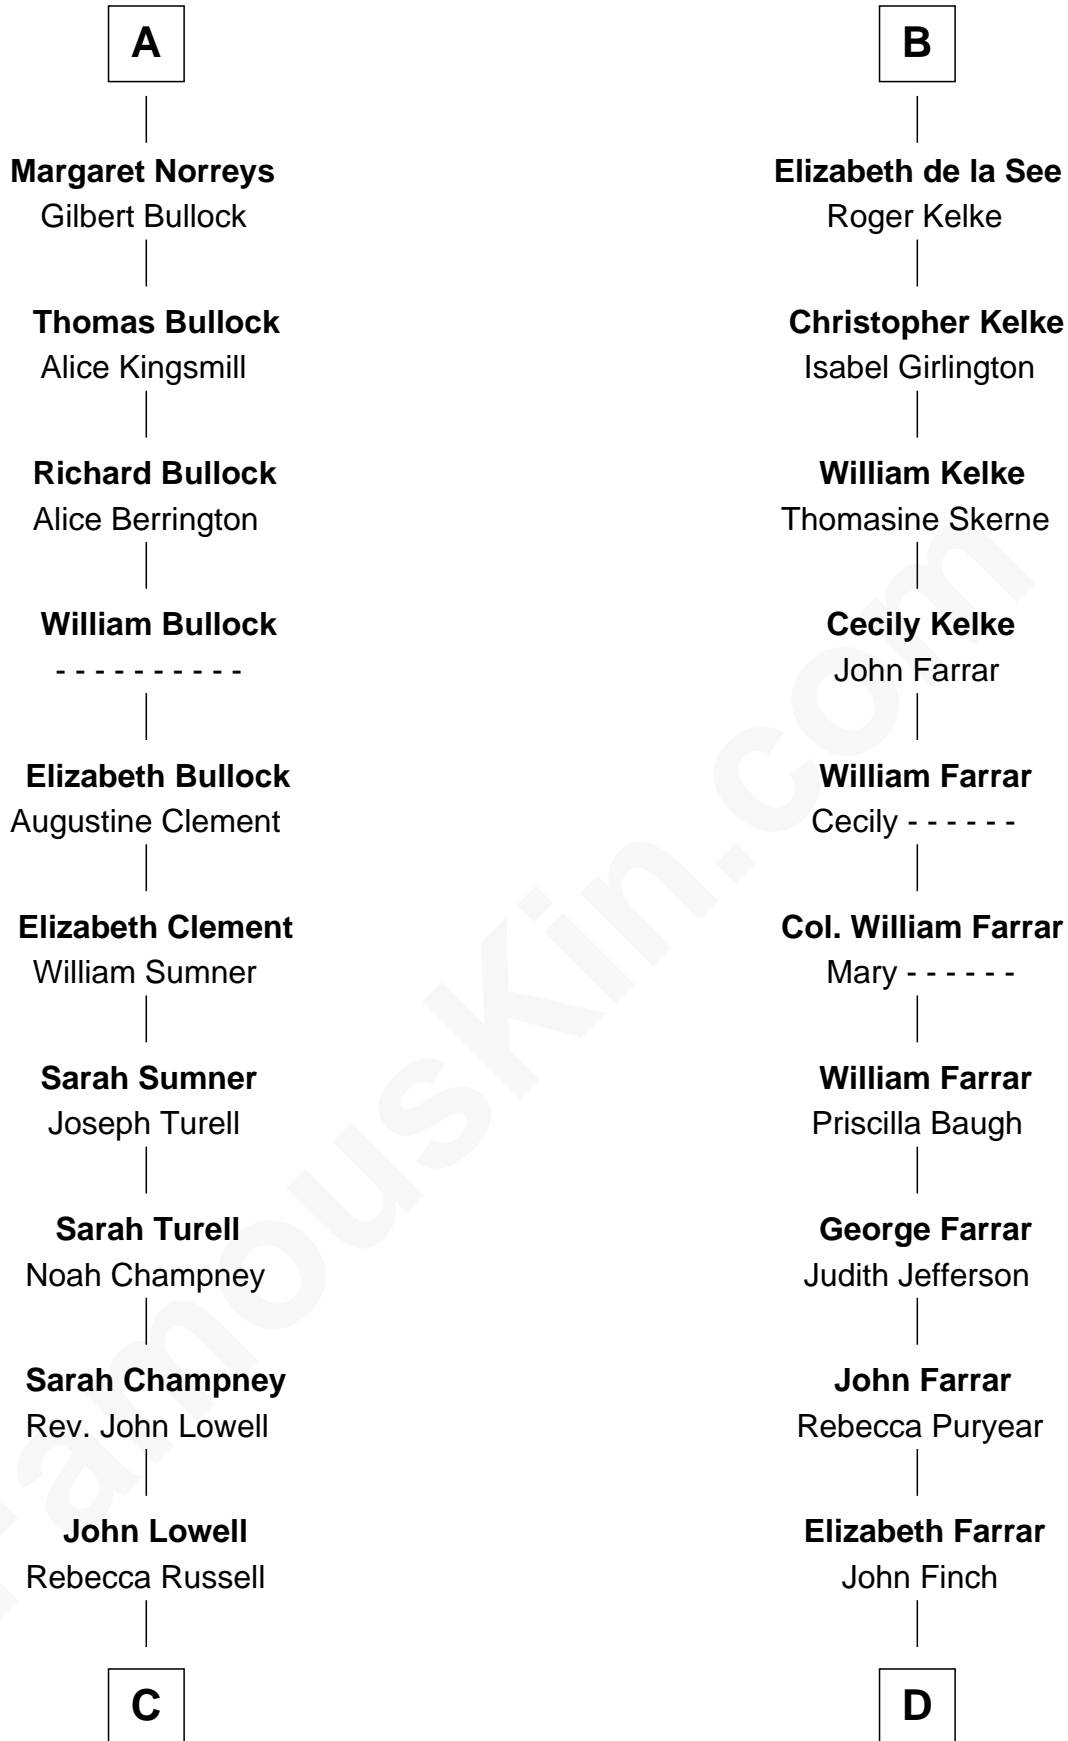 A
Margaret Norreys
Gilbert Bullock
Thomas Bullock
Alice Kingsmill
Richard Bullock
Alice Berrington
William Bullock
- - - - - - - - - -
Elizabeth Bullock
Augustine Clement
Elizabeth Clement
William Sumner
Sarah Sumner
Joseph Turell
Sarah Turell
Noah Champney
Sarah Champney
Rev. John Lowell
John Lowell
Rebecca Russell
C
B
Elizabeth de la See
Roger Kelke
Christopher Kelke
Isabel Girlington
William Kelke
Thomasine Skerne
Cecily Kelke
John Farrar
William Farrar
Cecily - - - - - -
Col. William Farrar
Mary - - - - - -
William Farrar
Priscilla Baugh
George Farrar
Judith Jefferson
John Farrar
Rebecca Puryear
Elizabeth Farrar
John Finch
D
FamousKin.com